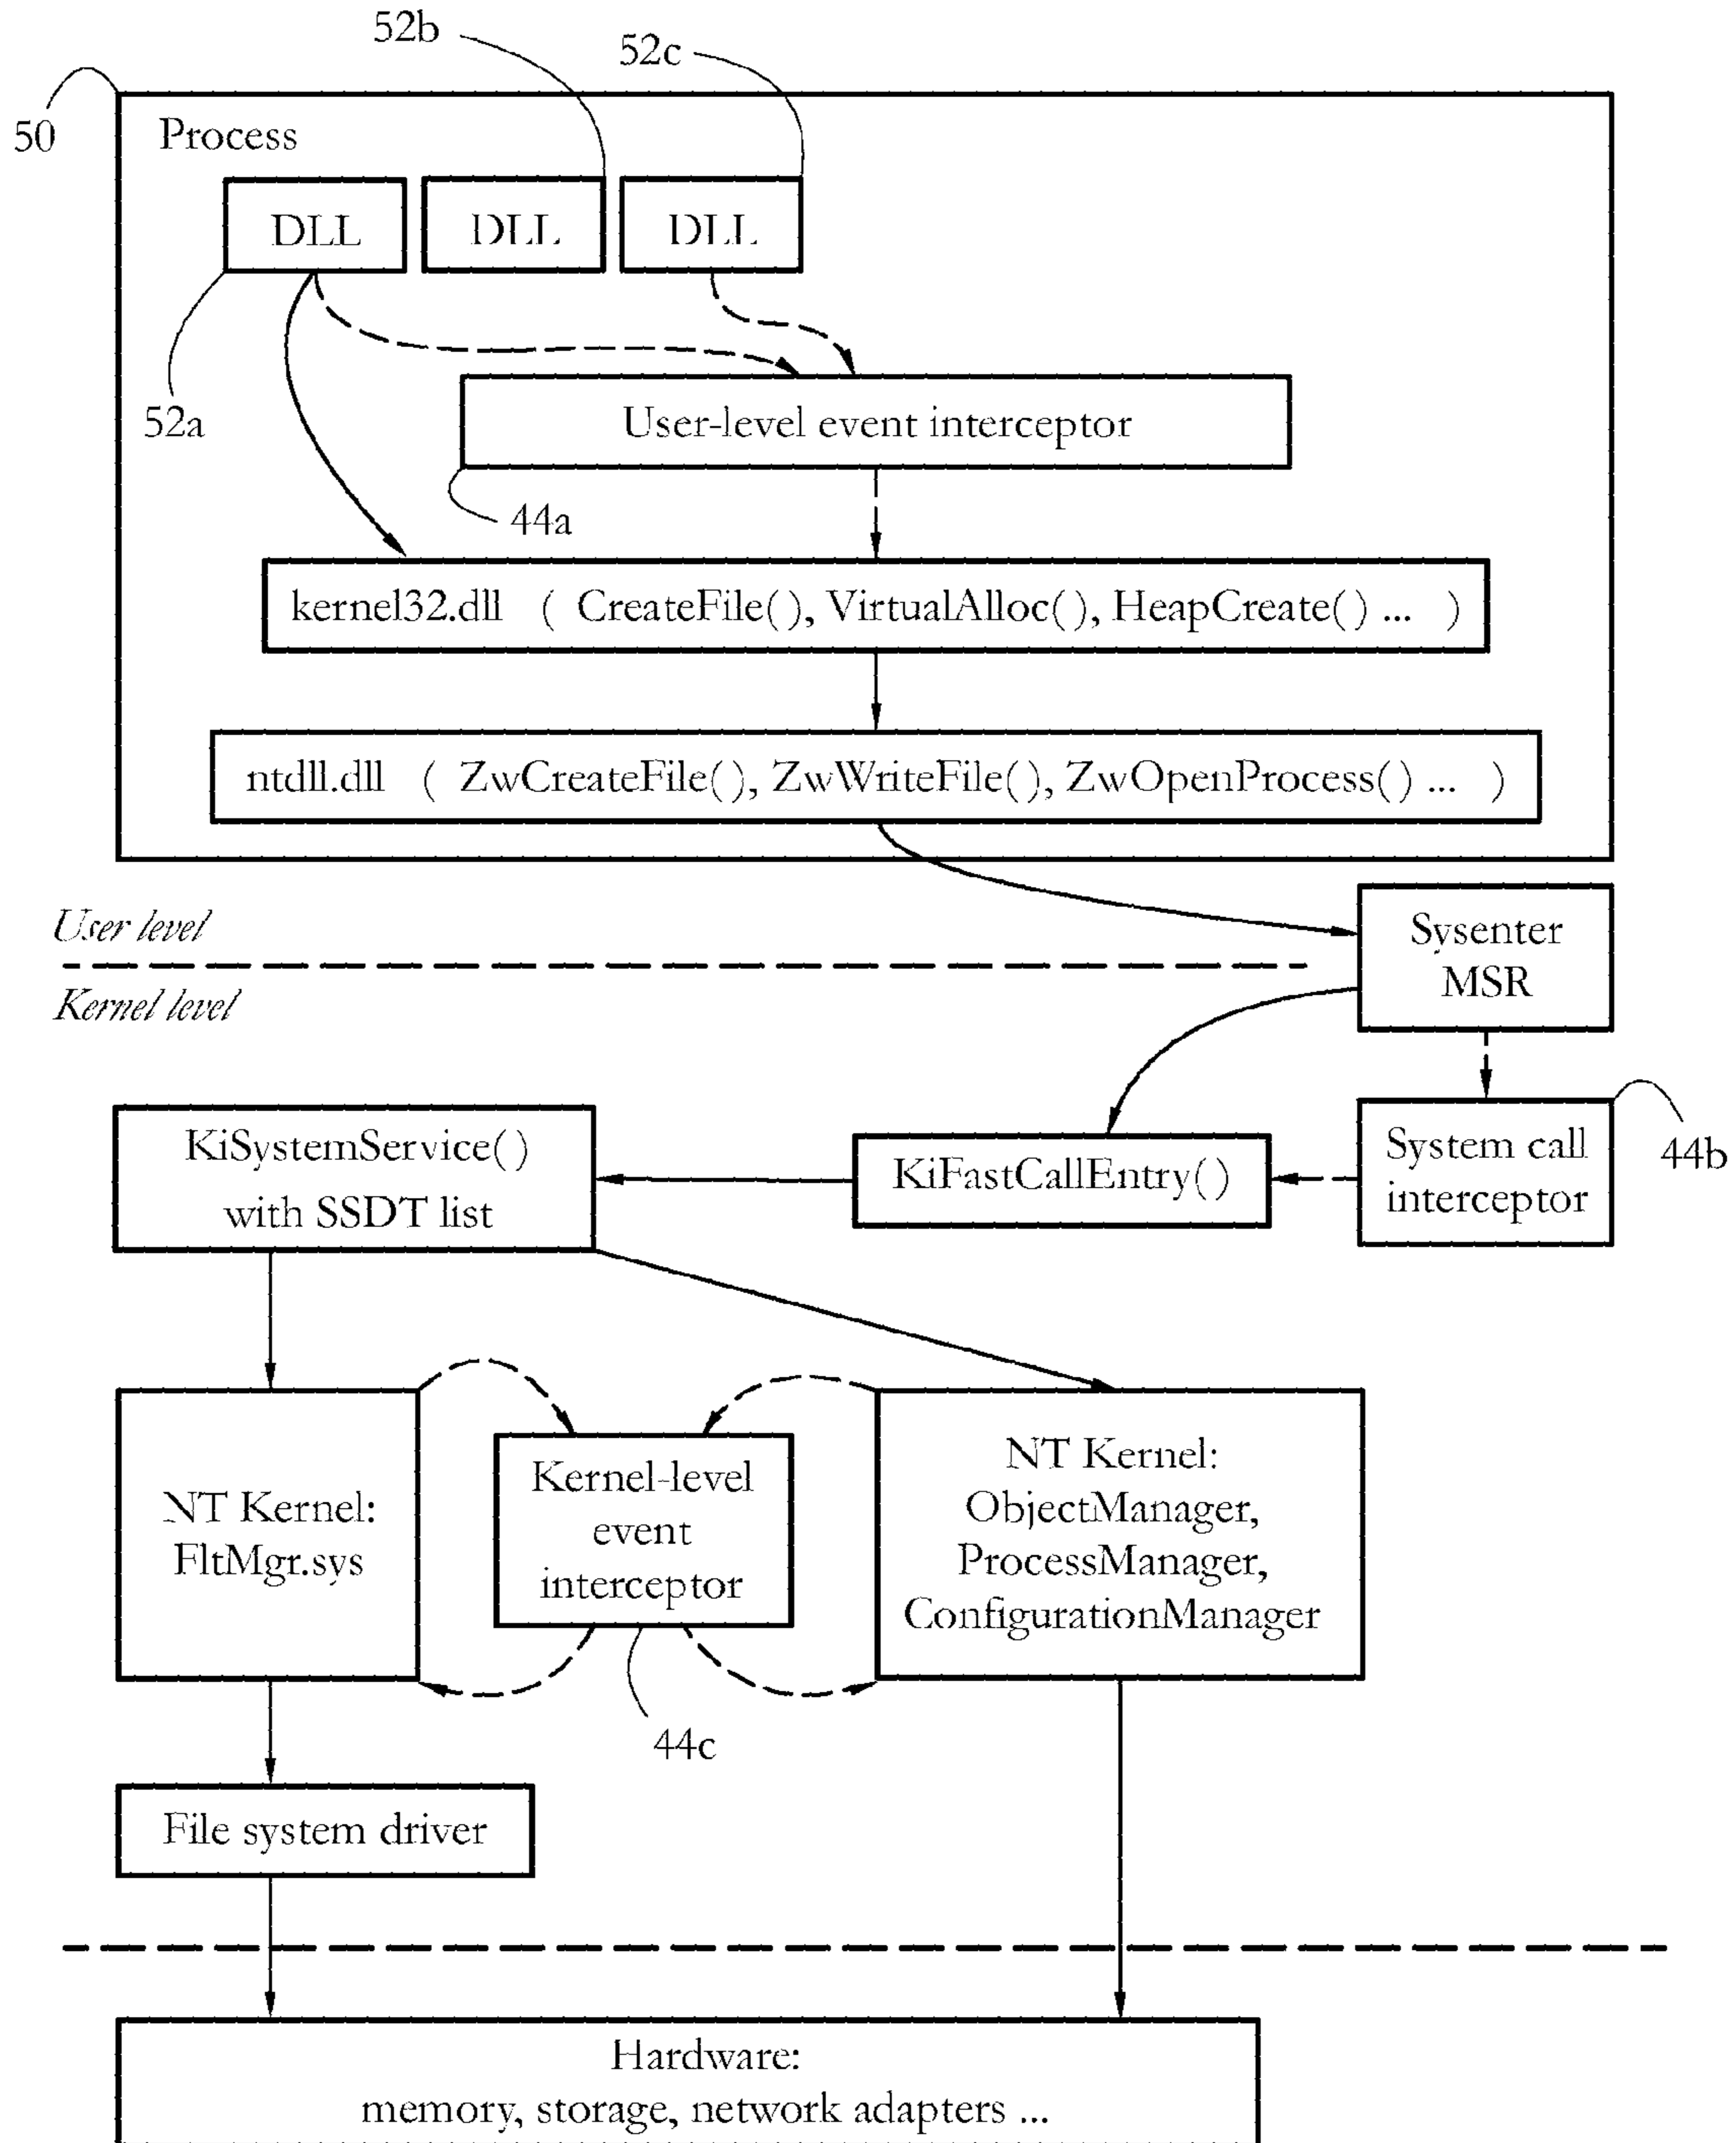 52b
52c
50
Process
DLL DLL DLL
52a
User-level event interceptor
44a
kernel32.dll ( CreateFile(), VirtualAlloc(), HeapCreate() ... )
ntdll.dll ( ZwCreateFile(), ZwWriteFile(), ZwOpenProcess() ... )
User level
Kernel level
Sysenter
MSR
KiSystemService()
with SSDT list
KiFastCallEntry()
System call
interceptor
44b
NT Kernel:
FltMgr.sys
Kernel-level
event
interceptor
44c
NT Kernel:
ObjectManager,
ProcessManager,
ConfigurationManager
File system driver
Hardware:
memory, storage, network adapters ...